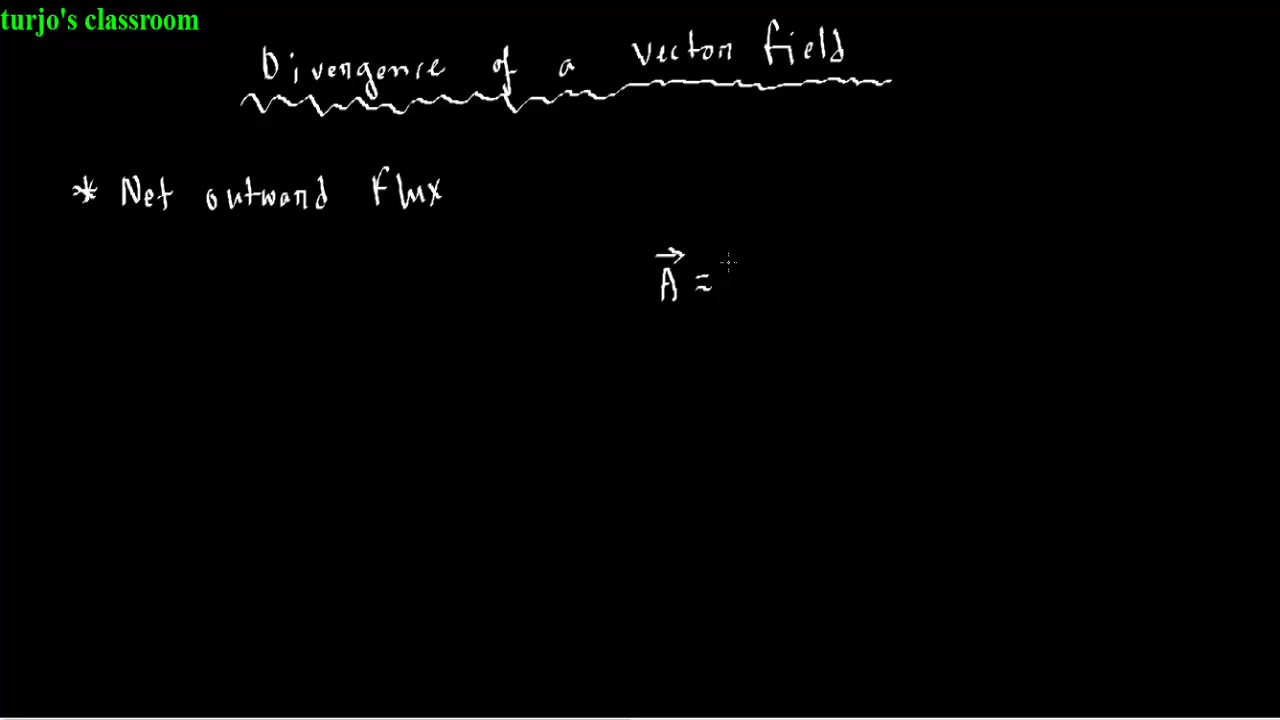 turjo's classroom
Divergence of a vector field
* Net outward Flux
A⃗ =